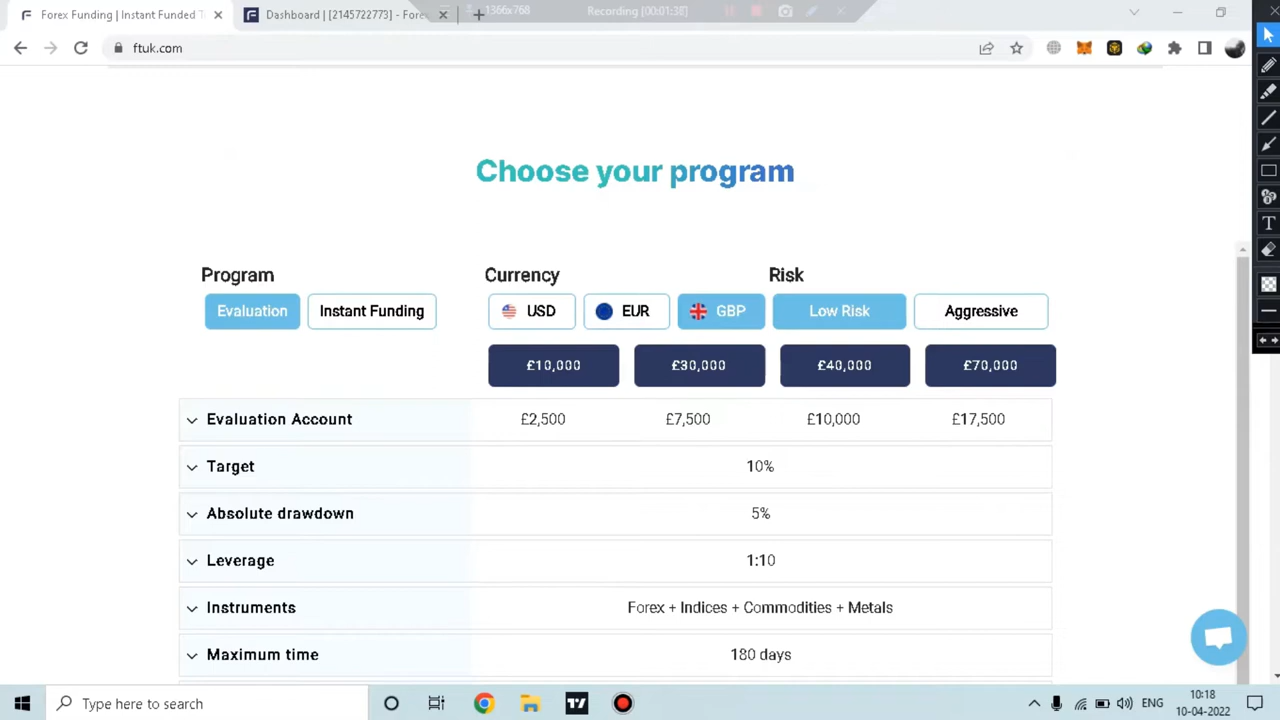 Forex Funding | Instant Funded T
Dashboard | [2145722773] - Fore
1366x768
Recording [00:01:38]
ftuk.com
Choose your program
Program
Currency
Risk
Evaluation
Instant Funding
USD
EUR
GBP
Low Risk
Aggressive
£10,000
£30,000
£40,000
£70,000
Evaluation Account
£2,500
£7,500
£10,000
£17,500
Target
10%
Absolute drawdown
5%
Leverage
1:10
Instruments
Forex + Indices + Commodities + Metals
Maximum time
180 days
Type here to search
ENG
10:18
10-04-2022